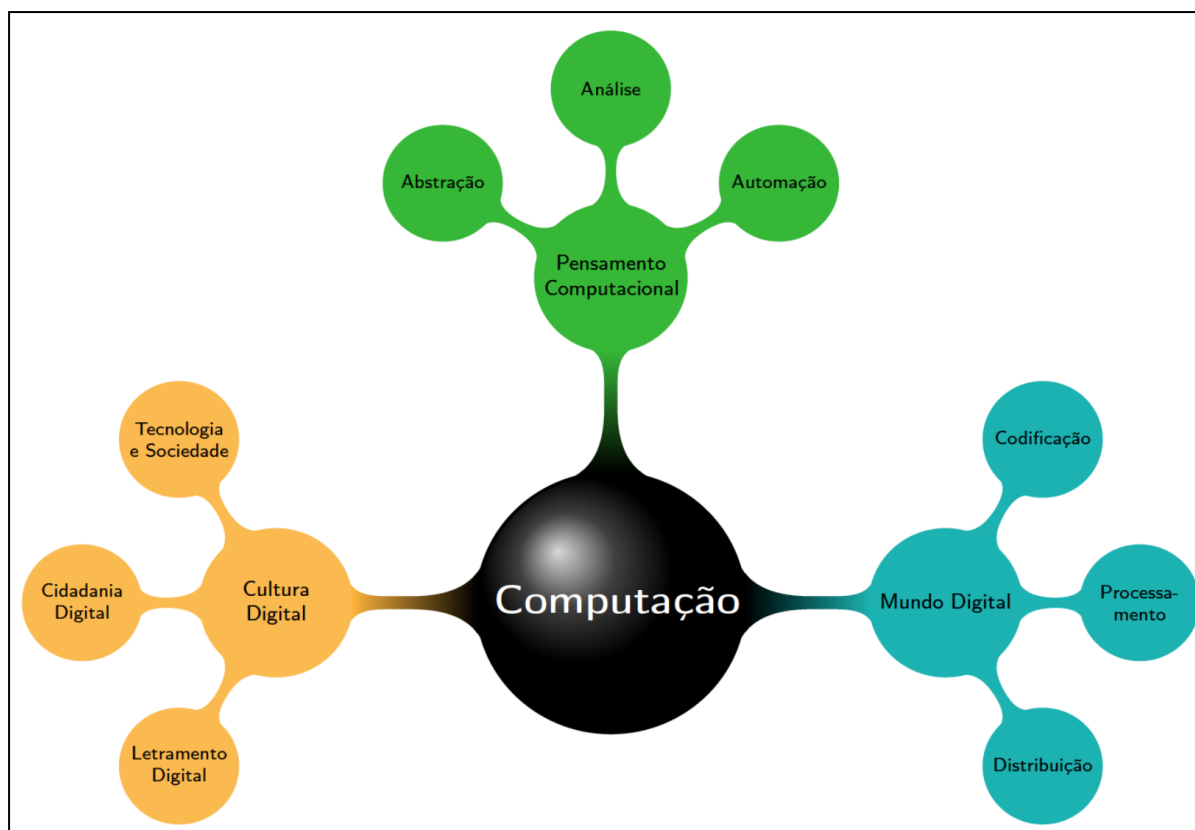 Análise
Abstração
Automação
Pensamento
Computacional
Tecnologia
e Sociedade
Cidadania
Digital
Letramento
Digital
Cultura
Digital
Computação
Mundo Digital
Codificação
Processa-
mento
Distribuição